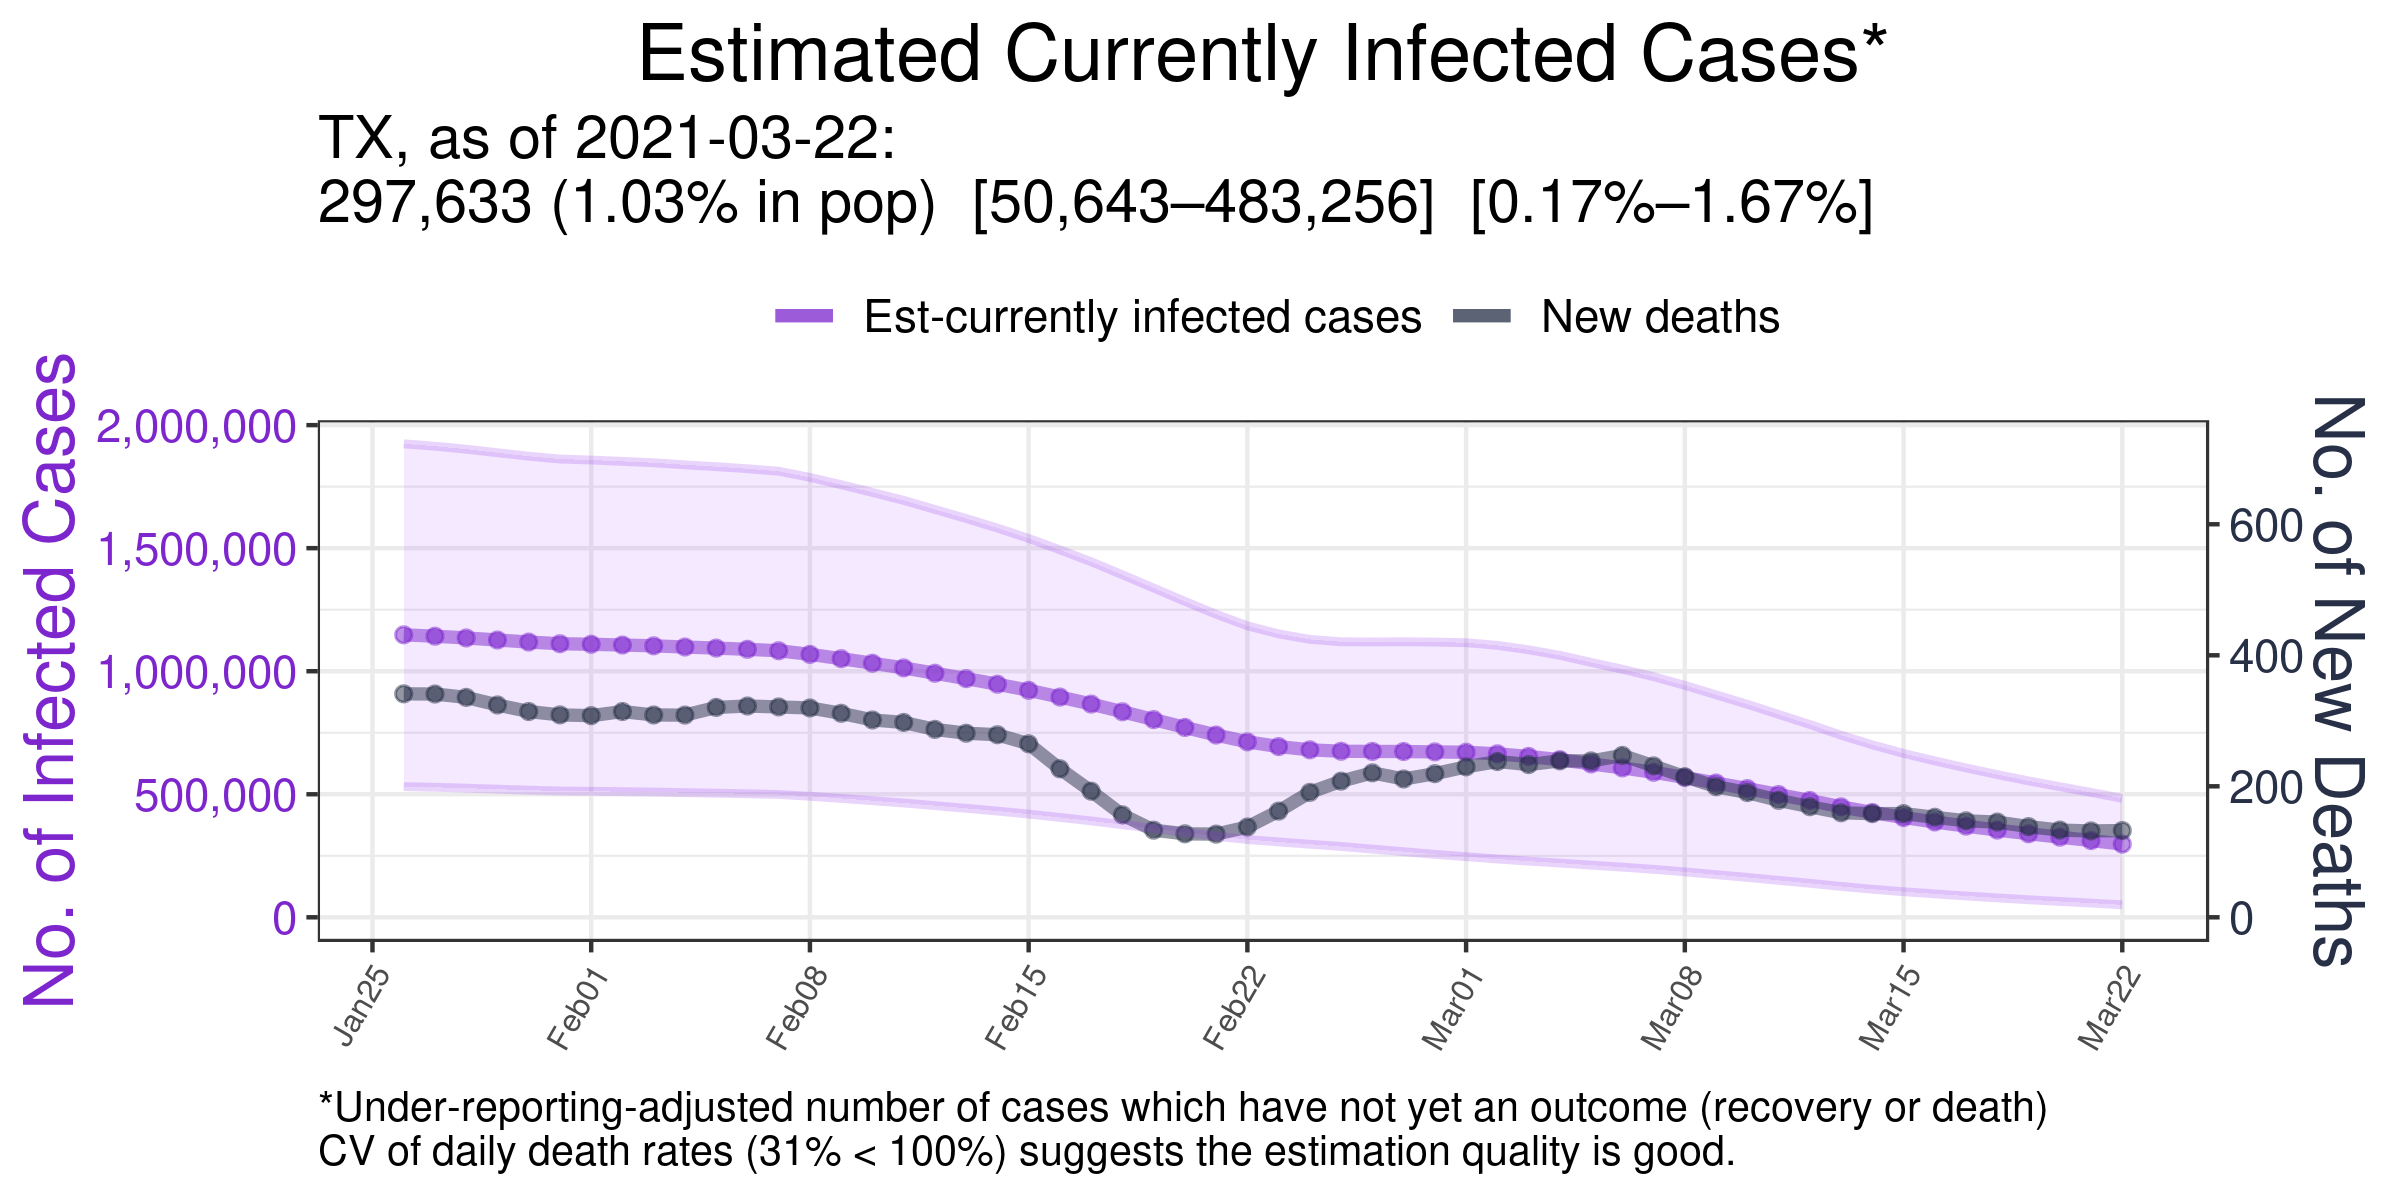 Estimated Currently Infected Cases*
TX, as of 2021-03-22:
297,633 (1.03% in pop)  [50,643–483,256]  [0.17%–1.67%]
Est-currently infected cases
New deaths
No. of Infected Cases
2,000,000
1,500,000
1,000,000
500,000
0
No. of New Deaths
600
400
200
0
Jan25
Feb01
Feb08
Feb15
Feb22
Mar01
Mar08
Mar15
Mar22
*Under-reporting-adjusted number of cases which have not yet an outcome (recovery or death)
CV of daily death rates (31% < 100%) suggests the estimation quality is good.